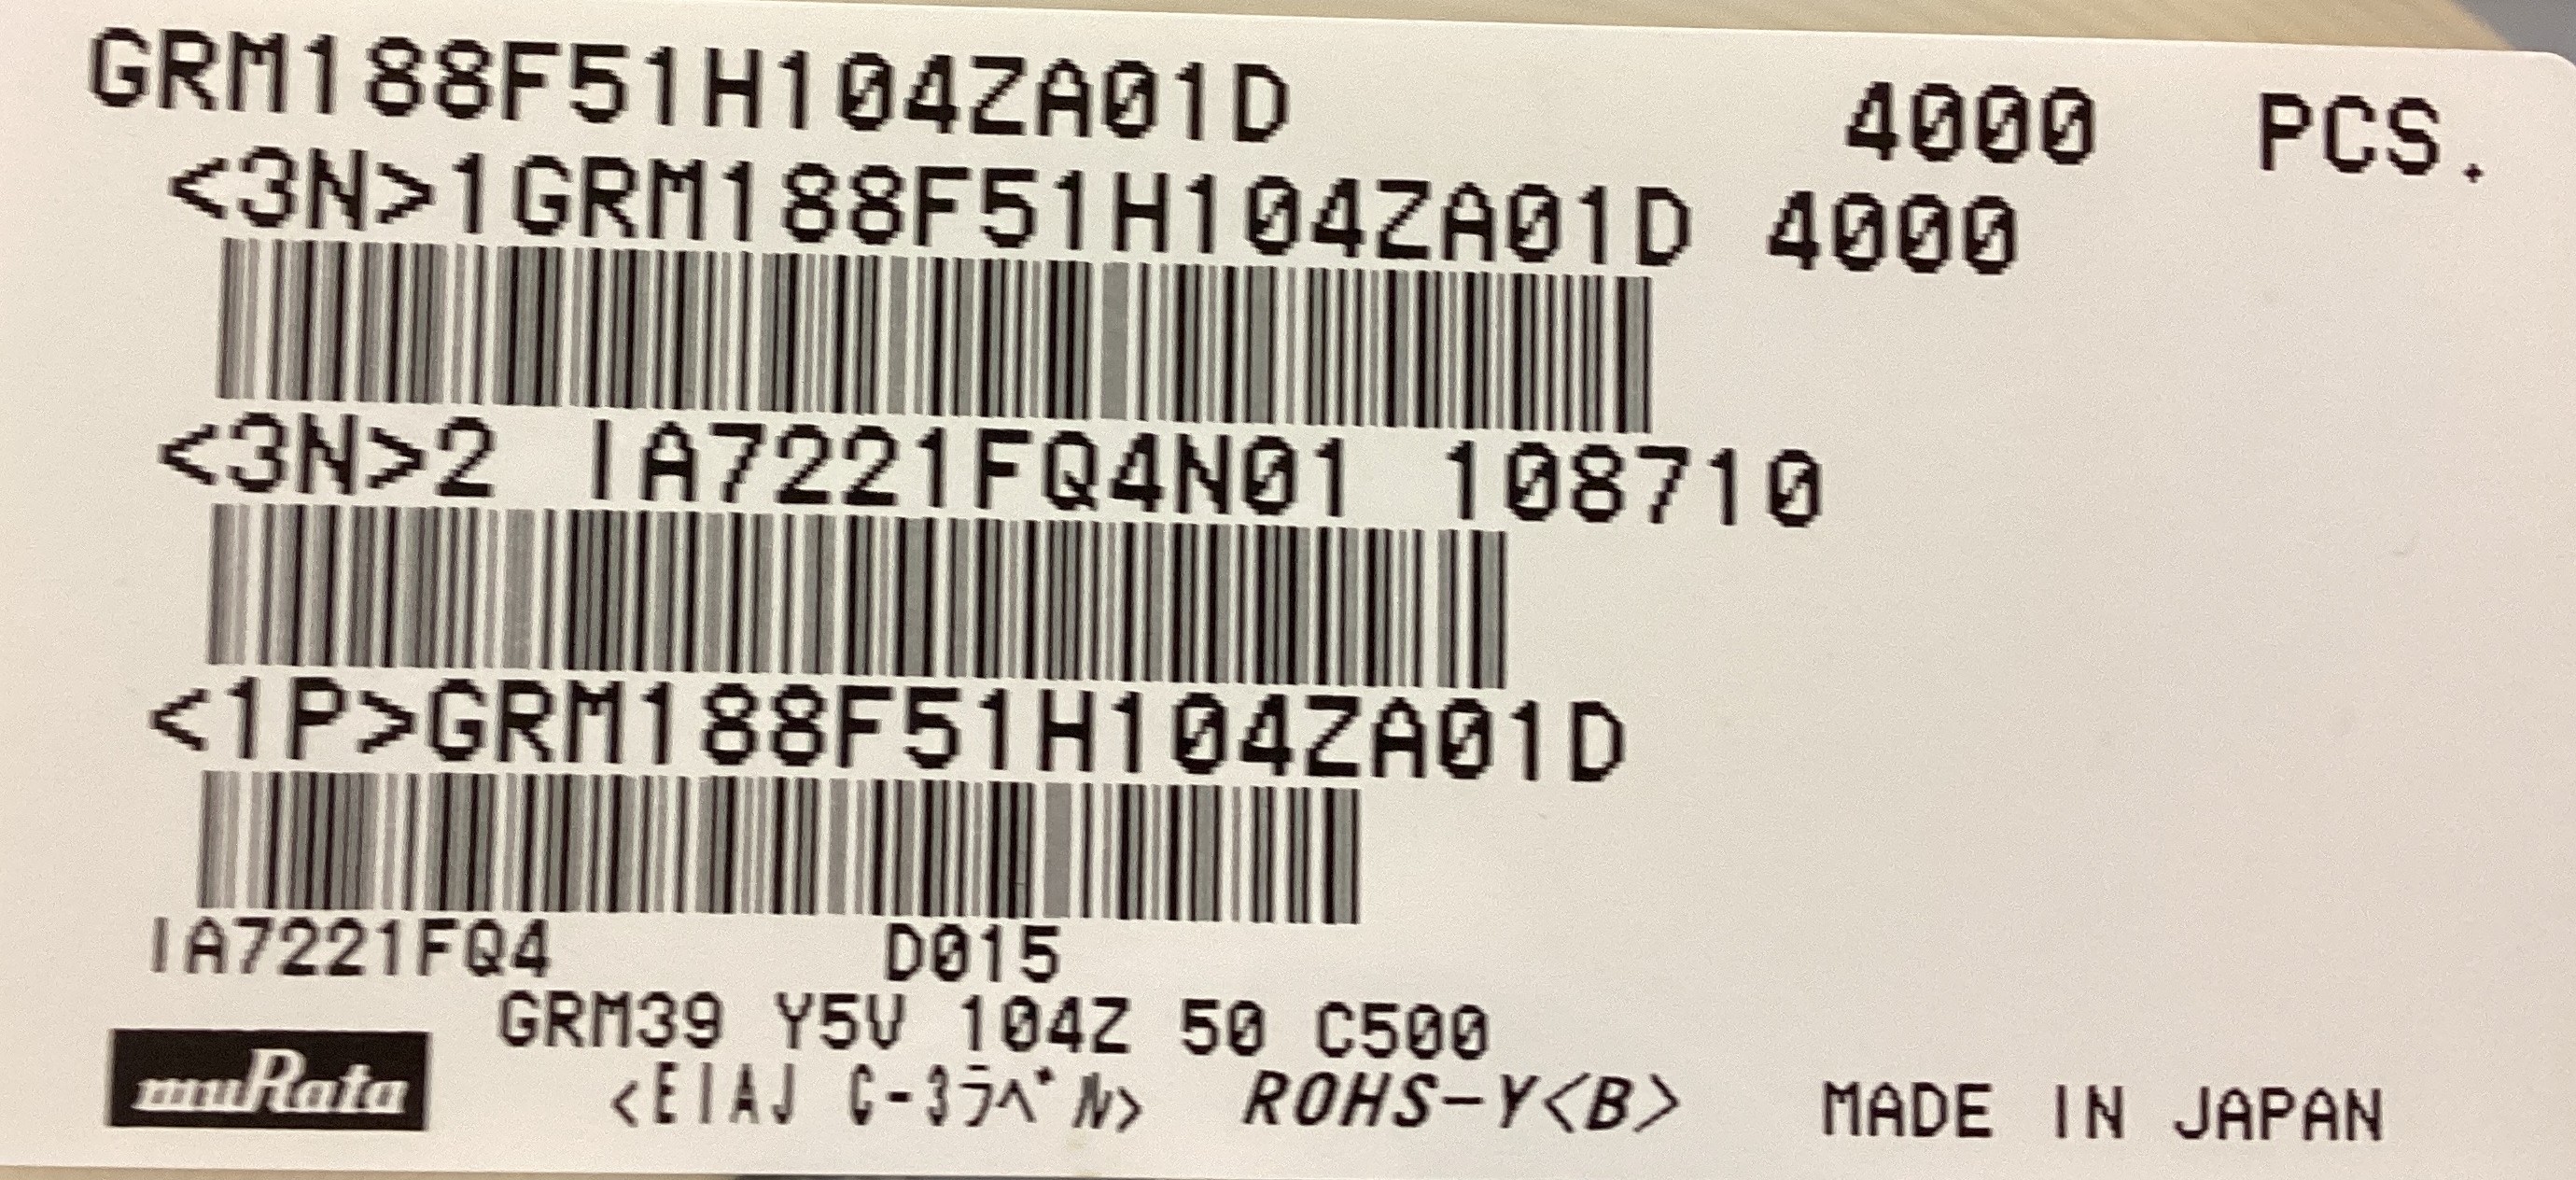 GRM188F51H104ZA01D 4000 PCS.
<3N>1GRM188F51H104ZA01D 4000
<3N>2 IA7221FQ4N01 108710
<1P>GRM188F51H104ZA01D
IA7221FQ4 D015
GRM39 Y5V 104Z 50 C500
muRata <EIAJ C-3ラベル> ROHS-Y<B> MADE IN JAPAN